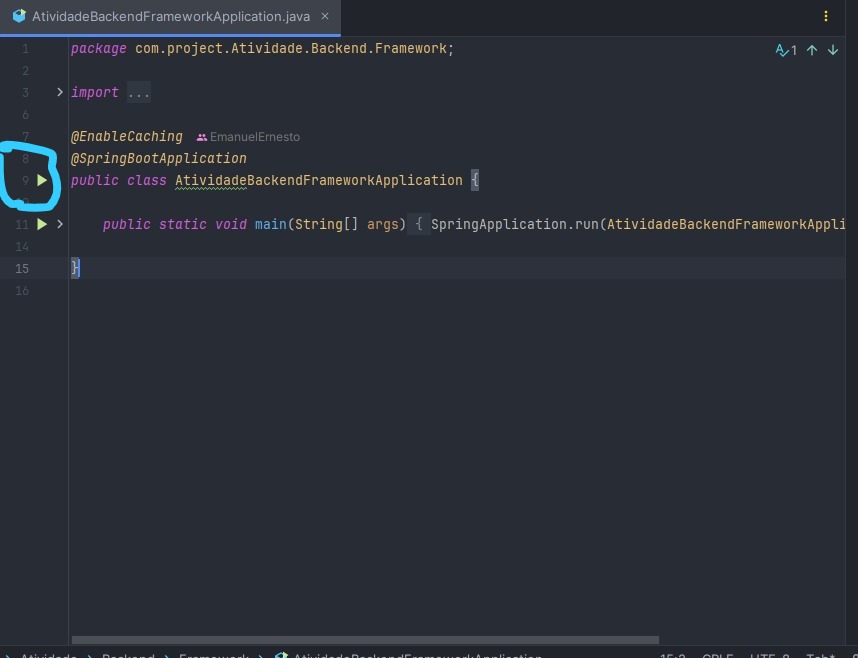 AtividadeBackendFrameworkApplication.java ×
1 package com.project.Atividade.Backend.Framework;
1
2
3 import ...
6
7 @EnableCaching EmanuelErnesto
8 @SpringBootApplication
9 public class AtividadeBackendFrameworkApplication {
11 public static void main(String[] args) { SpringApplication.run(AtividadeBackendFrameworkAppli
14
15 }
16
Atividade > Backend > Framework > AtividadeBackendFrameworkApplication 15:2 CRLF UTF-8 Tab*